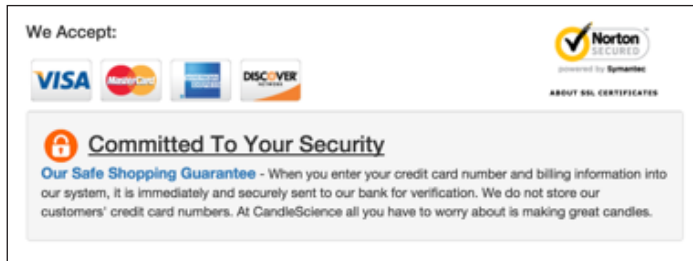 We Accept:
Norton
SECURED
powered by Symantec
VISA
MasterCard
AMERICAN EXPRESS
DISCOVER
NETWORK
ABOUT SSL CERTIFICATES
Committed To Your Security
Our Safe Shopping Guarantee - When you enter your credit card number and billing information into
our system, it is immediately and securely sent to our bank for verification. We do not store our
customers' credit card numbers. At CandleScience all you have to worry about is making great candles.